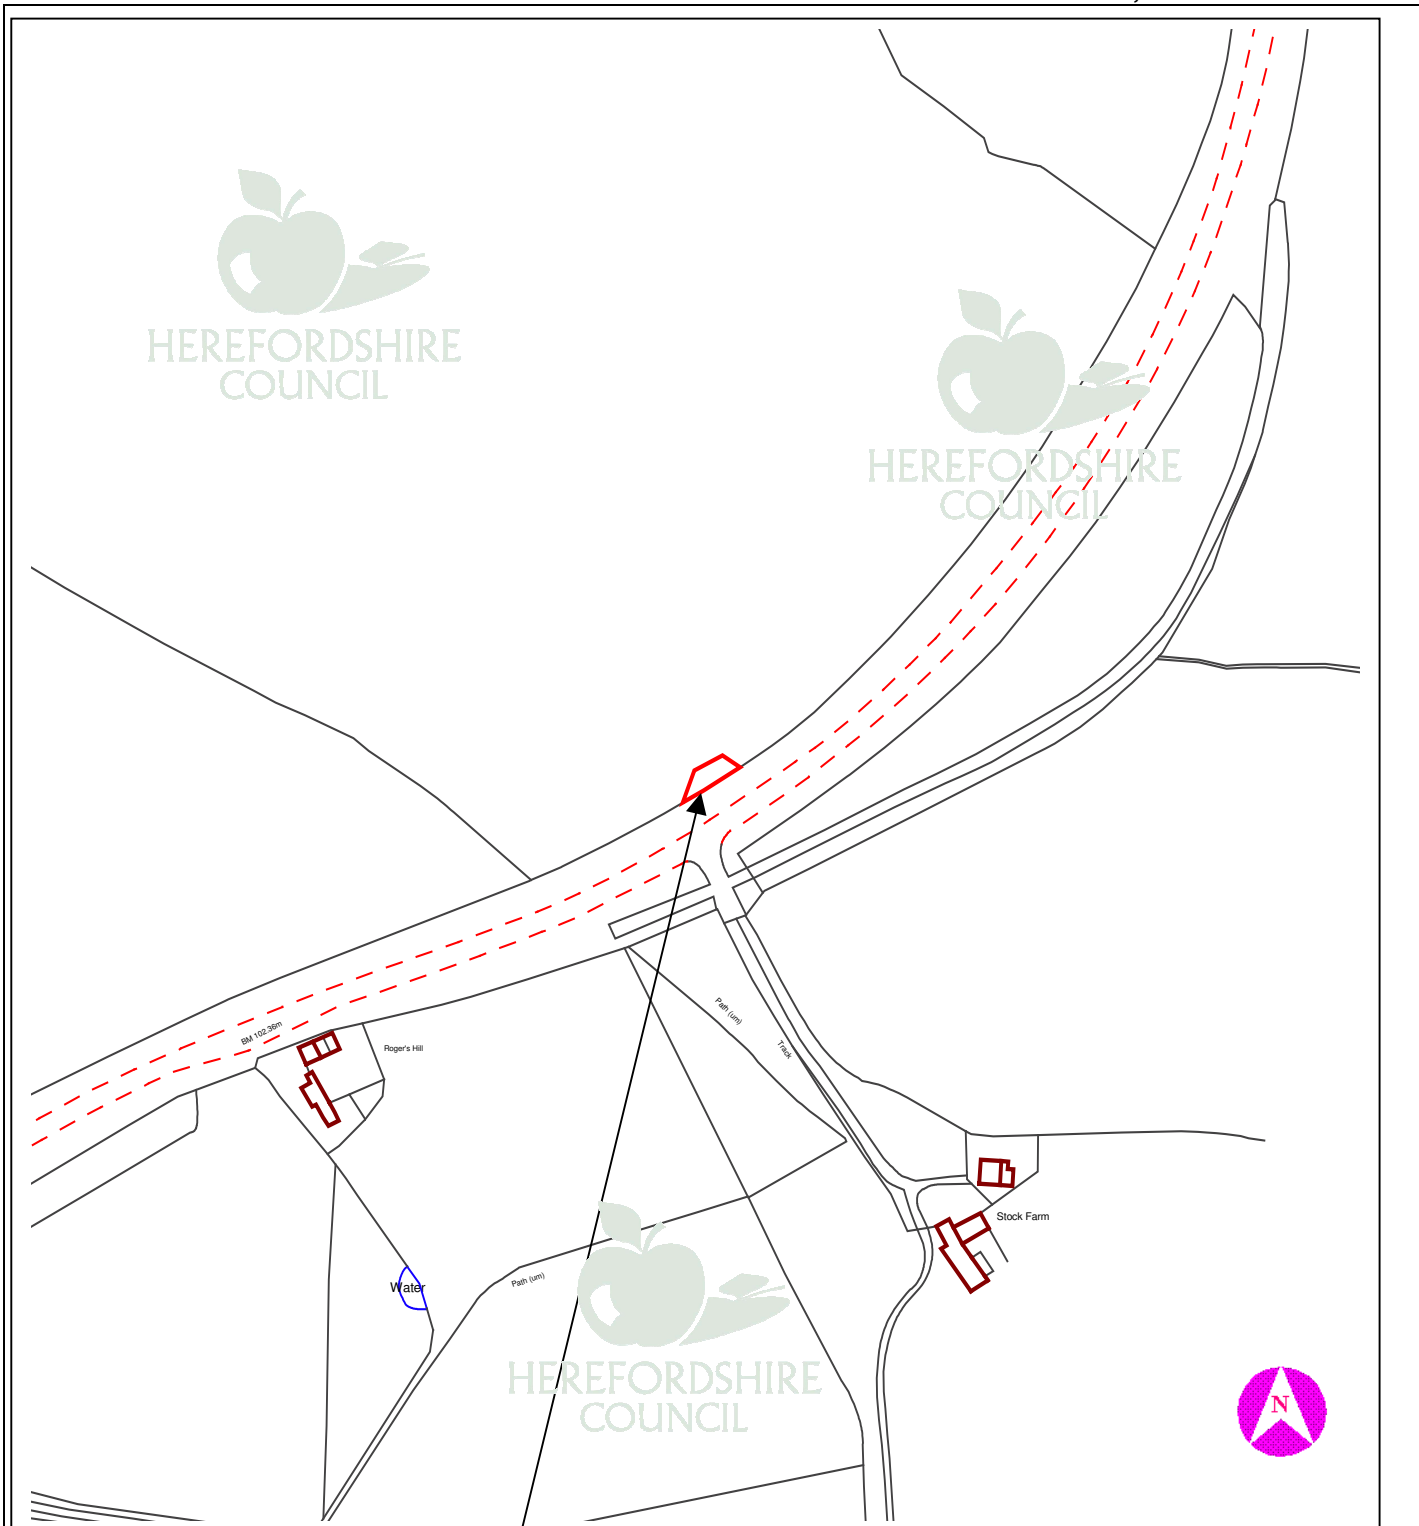 HEREFORDSHIRE
COUNCIL
HEREFORDSHIRE
COUNCIL
BM 102.36m
Roger's Hill
Path (um)
Track
Stock Farm
Water
Path (um)
HEREFORDSHIRE
COUNCIL
N